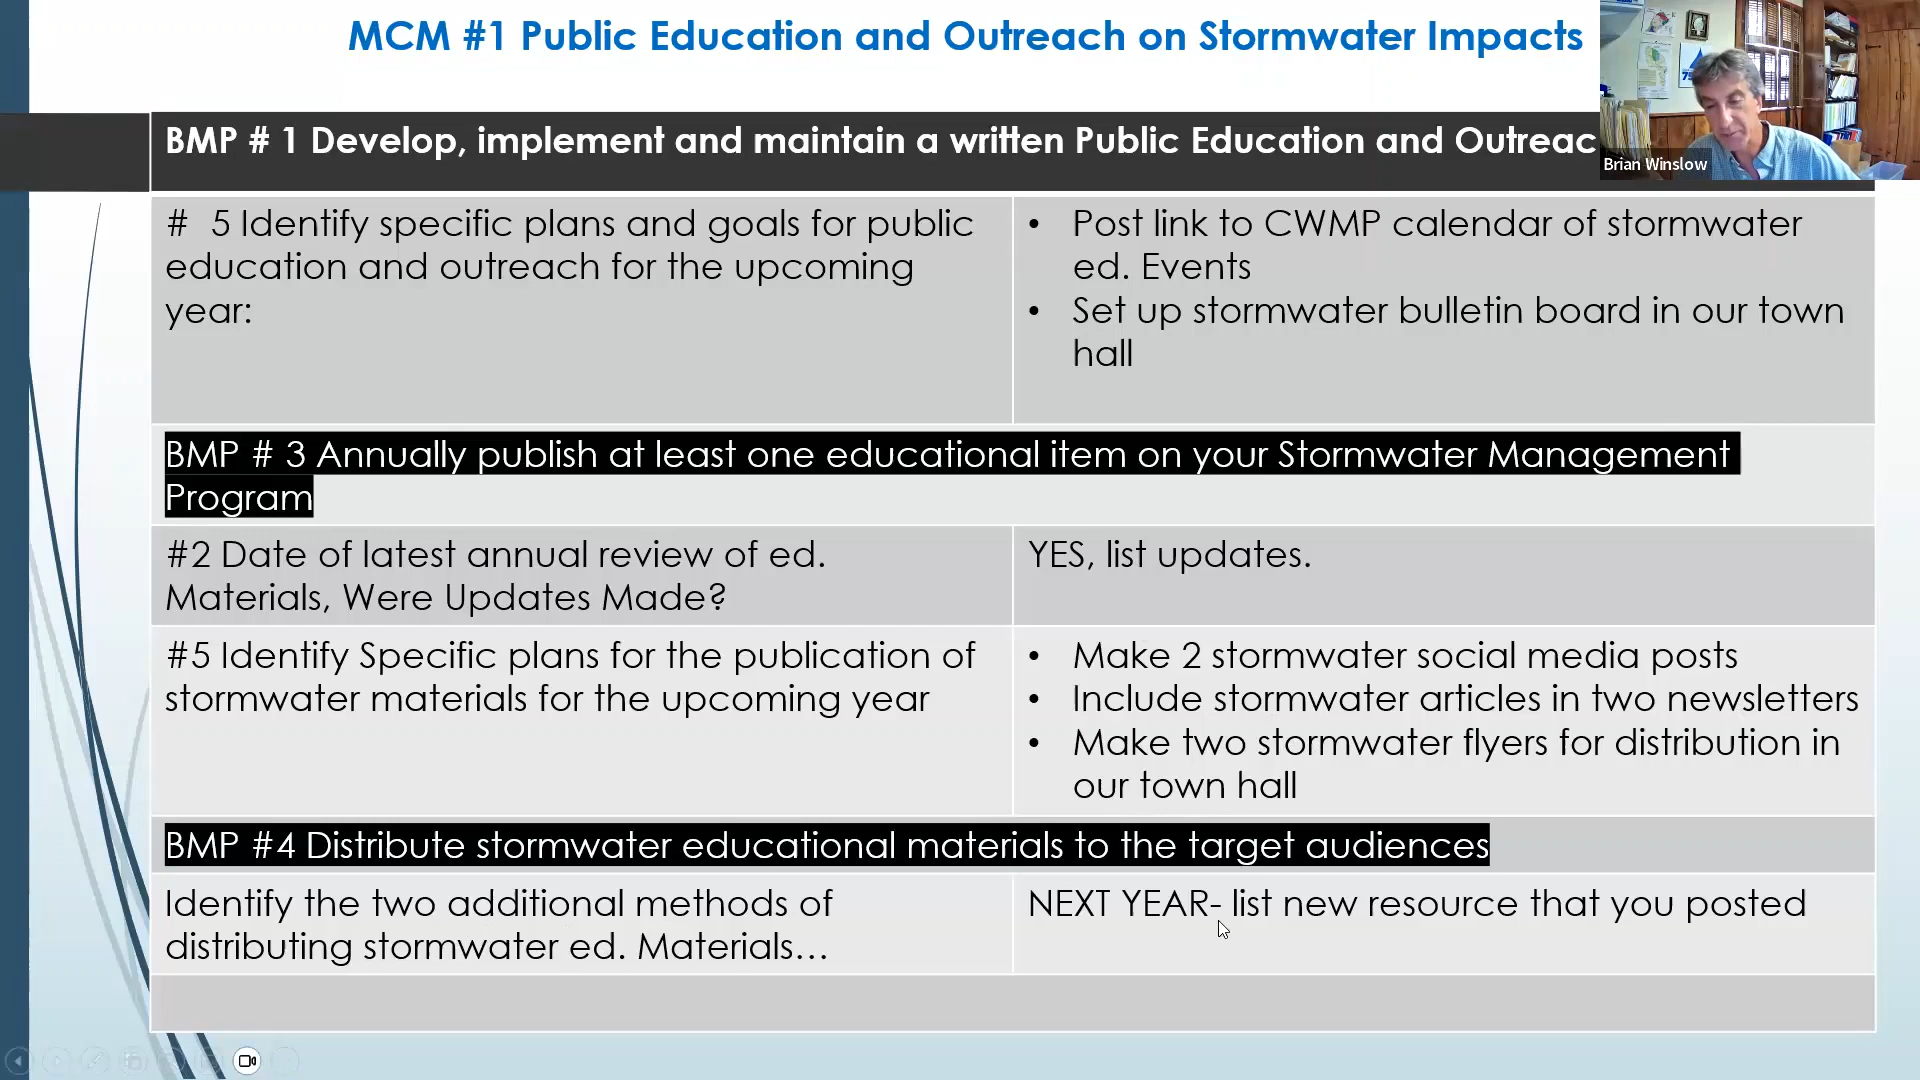 MCM #1 Public Education and Outreach on Stormwater Impacts
BMP # 1 Develop, implement and maintain a written Public Education and Outreac
Brian Winslow
# 5 Identify specific plans and goals for public
education and outreach for the upcoming
year:
• Post link to CWMP calendar of stormwater
ed. Events
• Set up stormwater bulletin board in our town
hall
BMP # 3 Annually publish at least one educational item on your Stormwater Management
Program
#2 Date of latest annual review of ed.
Materials, Were Updates Made?
YES, list updates.
#5 Identify Specific plans for the publication of
stormwater materials for the upcoming year
• Make 2 stormwater social media posts
• Include stormwater articles in two newsletters
• Make two stormwater flyers for distribution in
our town hall
BMP #4 Distribute stormwater educational materials to the target audiences
Identify the two additional methods of
distributing stormwater ed. Materials...
NEXT YEAR- list new resource that you posted